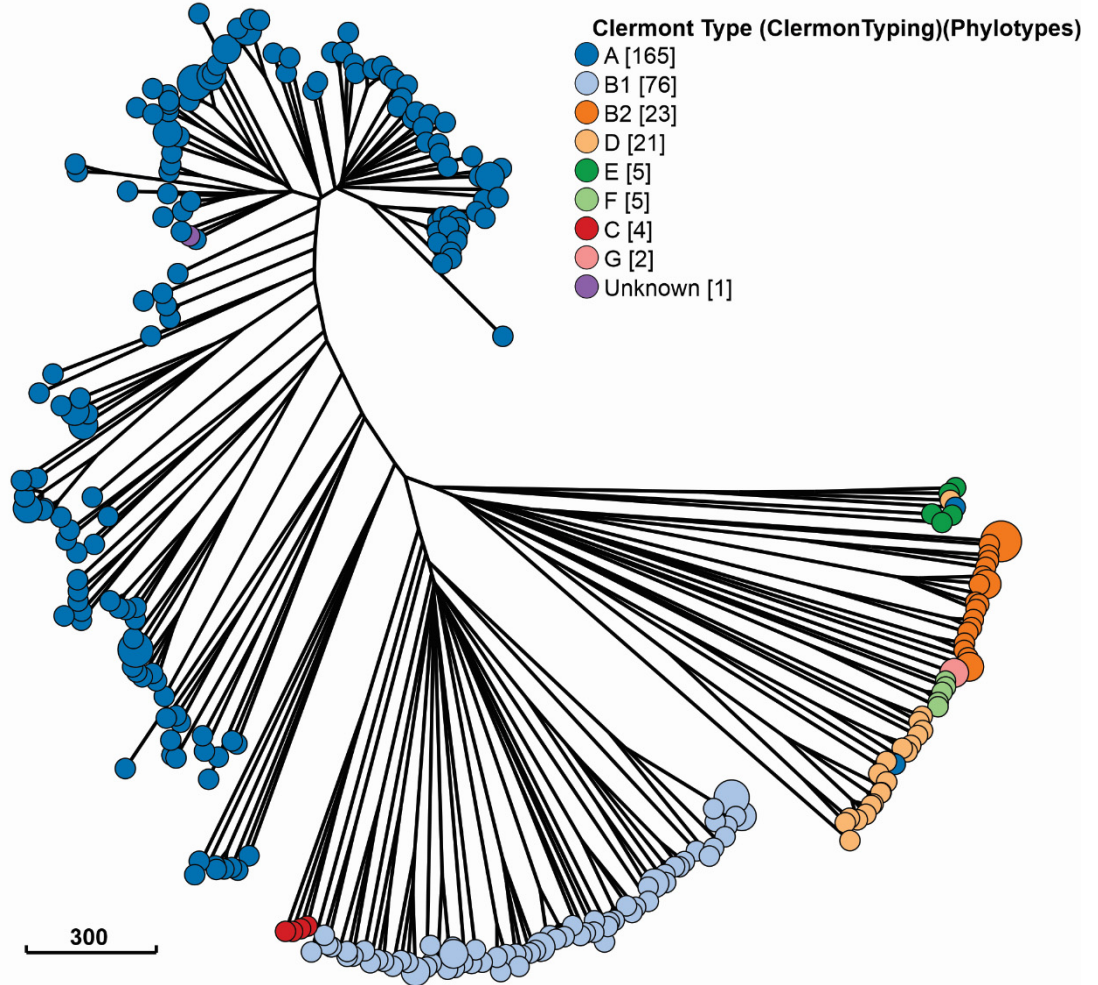 Clermont Type (ClermonTyping)(Phylotypes)
A [165]
B1 [76]
B2 [23]
D [21]
E [5]
F [5]
C [4]
G [2]
Unknown [1]
300